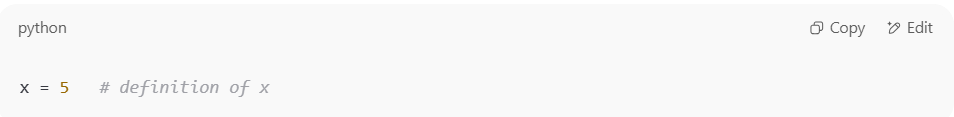 python Copy Edit
x = 5 # definition of x